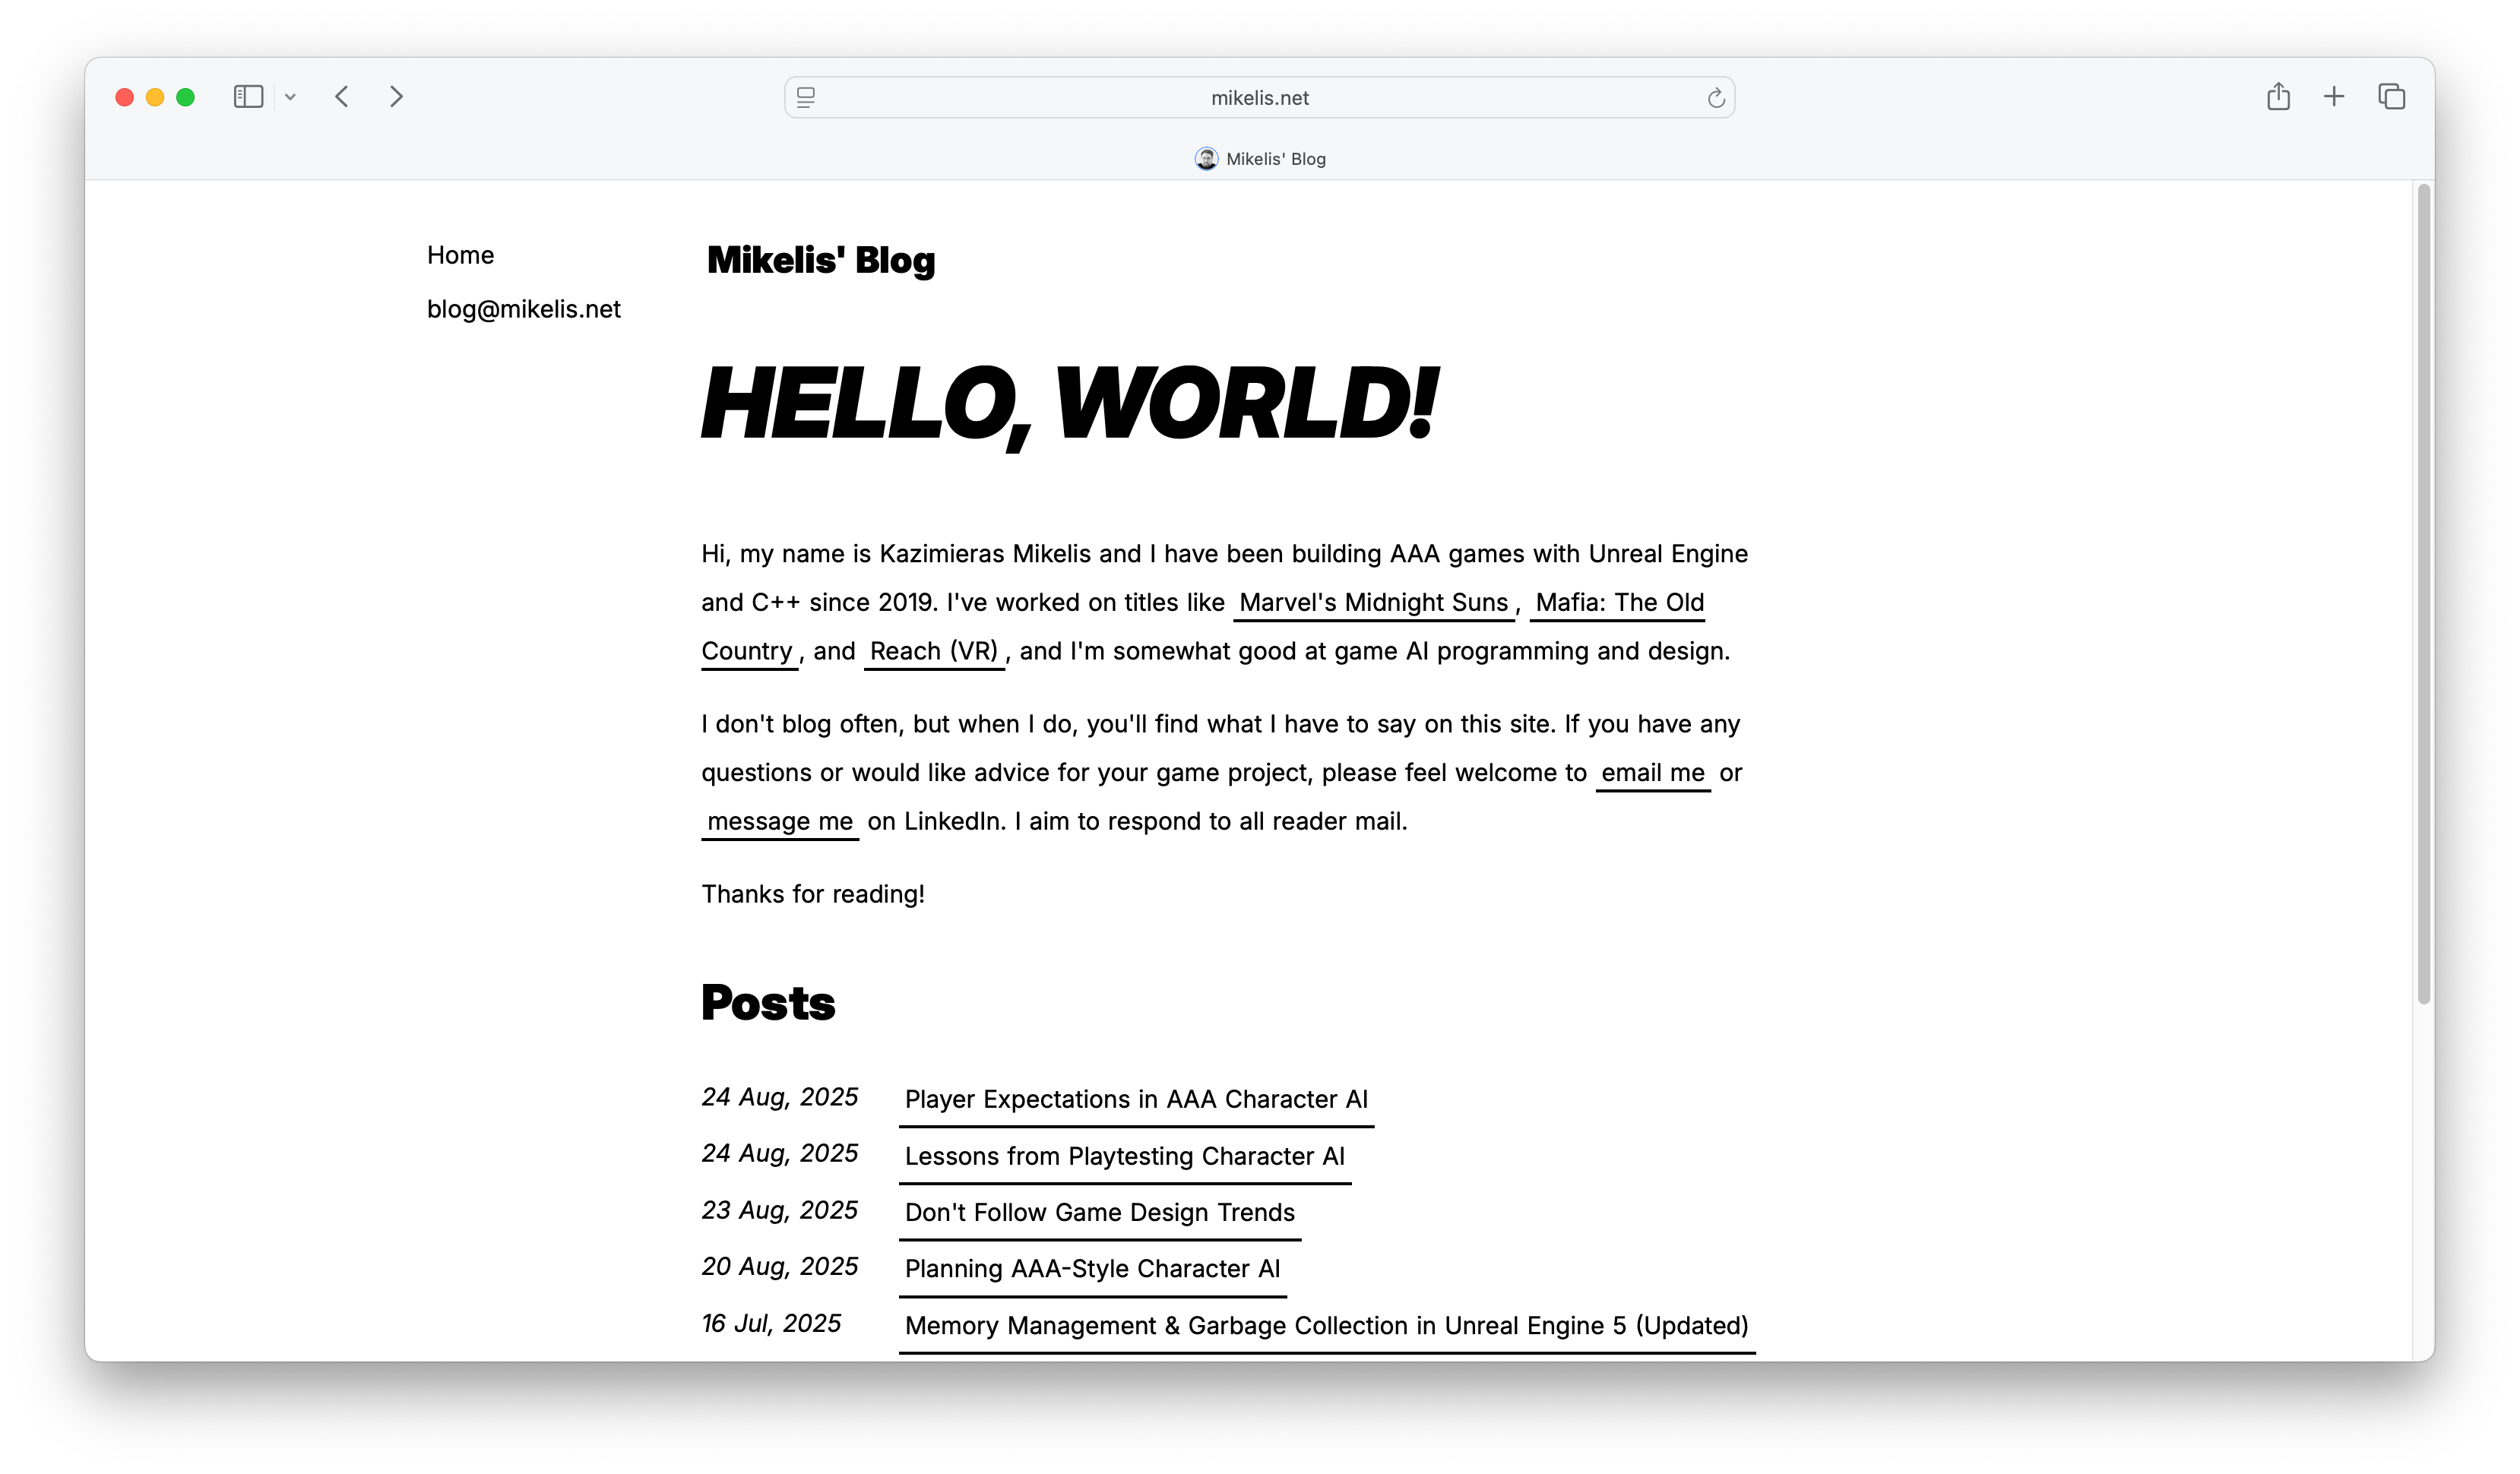 mikelis.net
Mikelis' Blog
Home
blog@mikelis.net
Mikelis' Blog
HELLO, WORLD!
Hi, my name is Kazimieras Mikelis and I have been building AAA games with Unreal Engine
and C++ since 2019. I've worked on titles like Marvel's Midnight Suns, Mafia: The Old
Country, and Reach (VR), and I'm somewhat good at game AI programming and design.
I don't blog often, but when I do, you'll find what I have to say on this site. If you have any
questions or would like advice for your game project, please feel welcome to email me or
message me on LinkedIn. I aim to respond to all reader mail.
Thanks for reading!
Posts
24 Aug, 2025 Player Expectations in AAA Character AI
24 Aug, 2025 Lessons from Playtesting Character AI
23 Aug, 2025 Don't Follow Game Design Trends
20 Aug, 2025 Planning AAA-Style Character AI
16 Jul, 2025 Memory Management & Garbage Collection in Unreal Engine 5 (Updated)